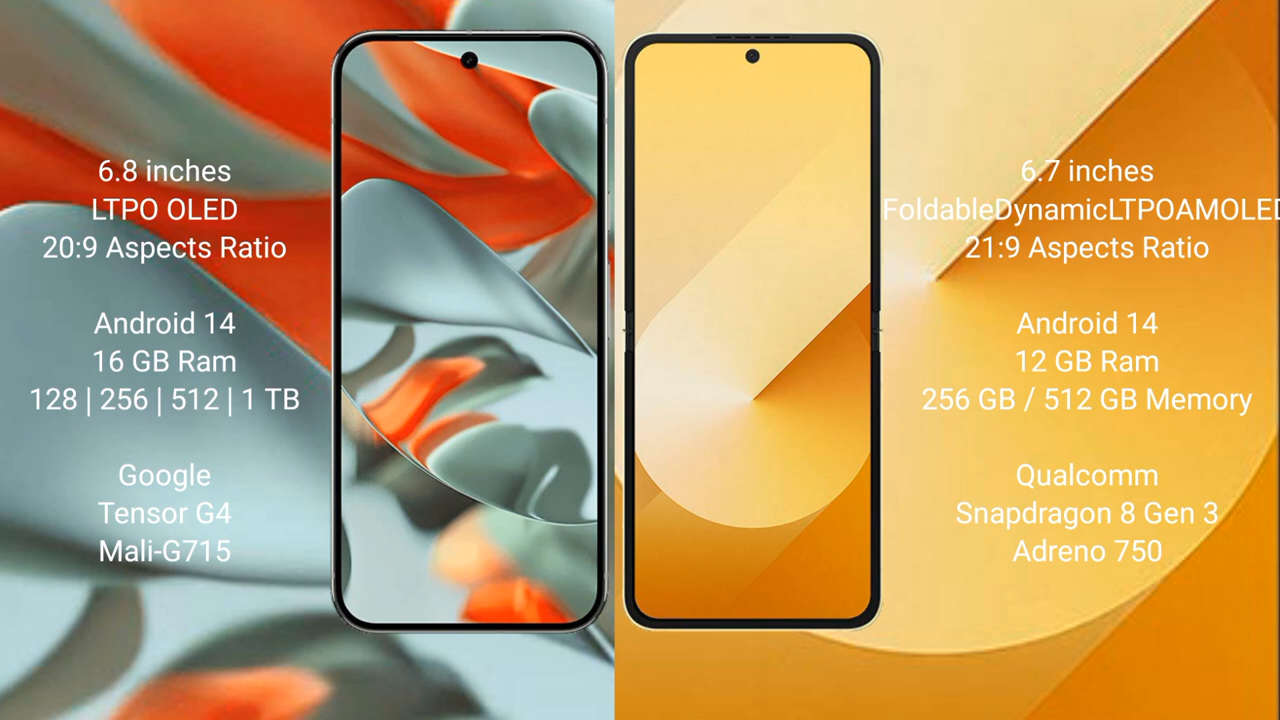 6.8 inches
LTPO OLED
20:9 Aspects Ratio
Android 14
16 GB Ram
128 | 256 | 512 | 1 TB
Google
Tensor G4
Mali-G715
6.7 inches
FoldableDynamicLTPOAMOLED
21:9 Aspects Ratio
Android 14
12 GB Ram
256 GB / 512 GB Memory
Qualcomm
Snapdragon 8 Gen 3
Adreno 750